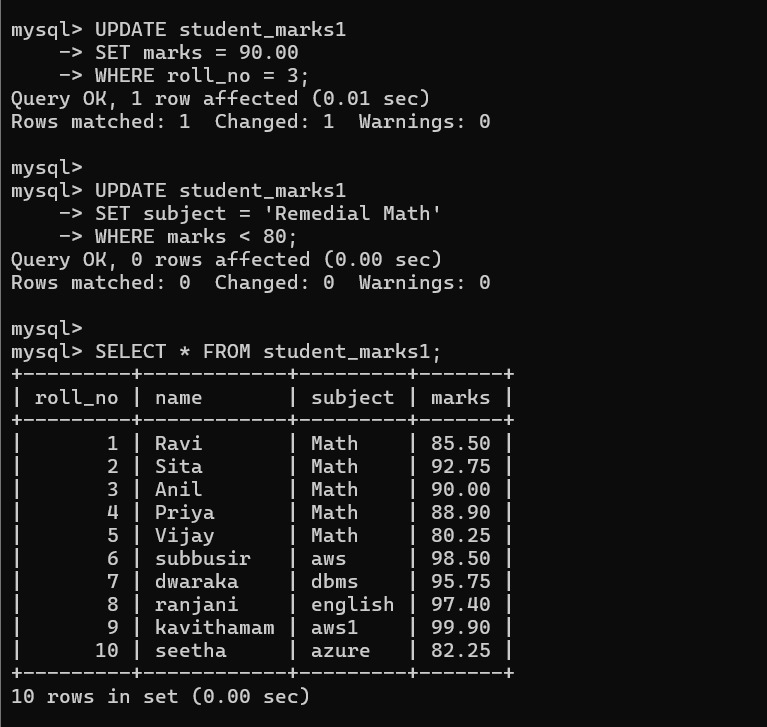 mysql> UPDATE student_marks1
    -> SET marks = 90.00
    -> WHERE roll_no = 3;
Query OK, 1 row affected (0.01 sec)
Rows matched: 1  Changed: 1  Warnings: 0

mysql>
mysql> UPDATE student_marks1
    -> SET subject = 'Remedial Math'
    -> WHERE marks < 80;
Query OK, 0 rows affected (0.00 sec)
Rows matched: 0  Changed: 0  Warnings: 0

mysql>
mysql> SELECT * FROM student_marks1;
+---------+------------+---------+-------+
| roll_no | name       | subject | marks |
+---------+------------+---------+-------+
|       1 | Ravi       | Math    | 85.50 |
|       2 | Sita       | Math    | 92.75 |
|       3 | Anil       | Math    | 90.00 |
|       4 | Priya      | Math    | 88.90 |
|       5 | Vijay      | Math    | 80.25 |
|       6 | subbusir   | aws     | 98.50 |
|       7 | dwaraka    | dbms    | 95.75 |
|       8 | ranjani    | english | 97.40 |
|       9 | kavithamam | aws1    | 99.90 |
|      10 | seetha     | azure   | 82.25 |
+---------+------------+---------+-------+
10 rows in set (0.00 sec)